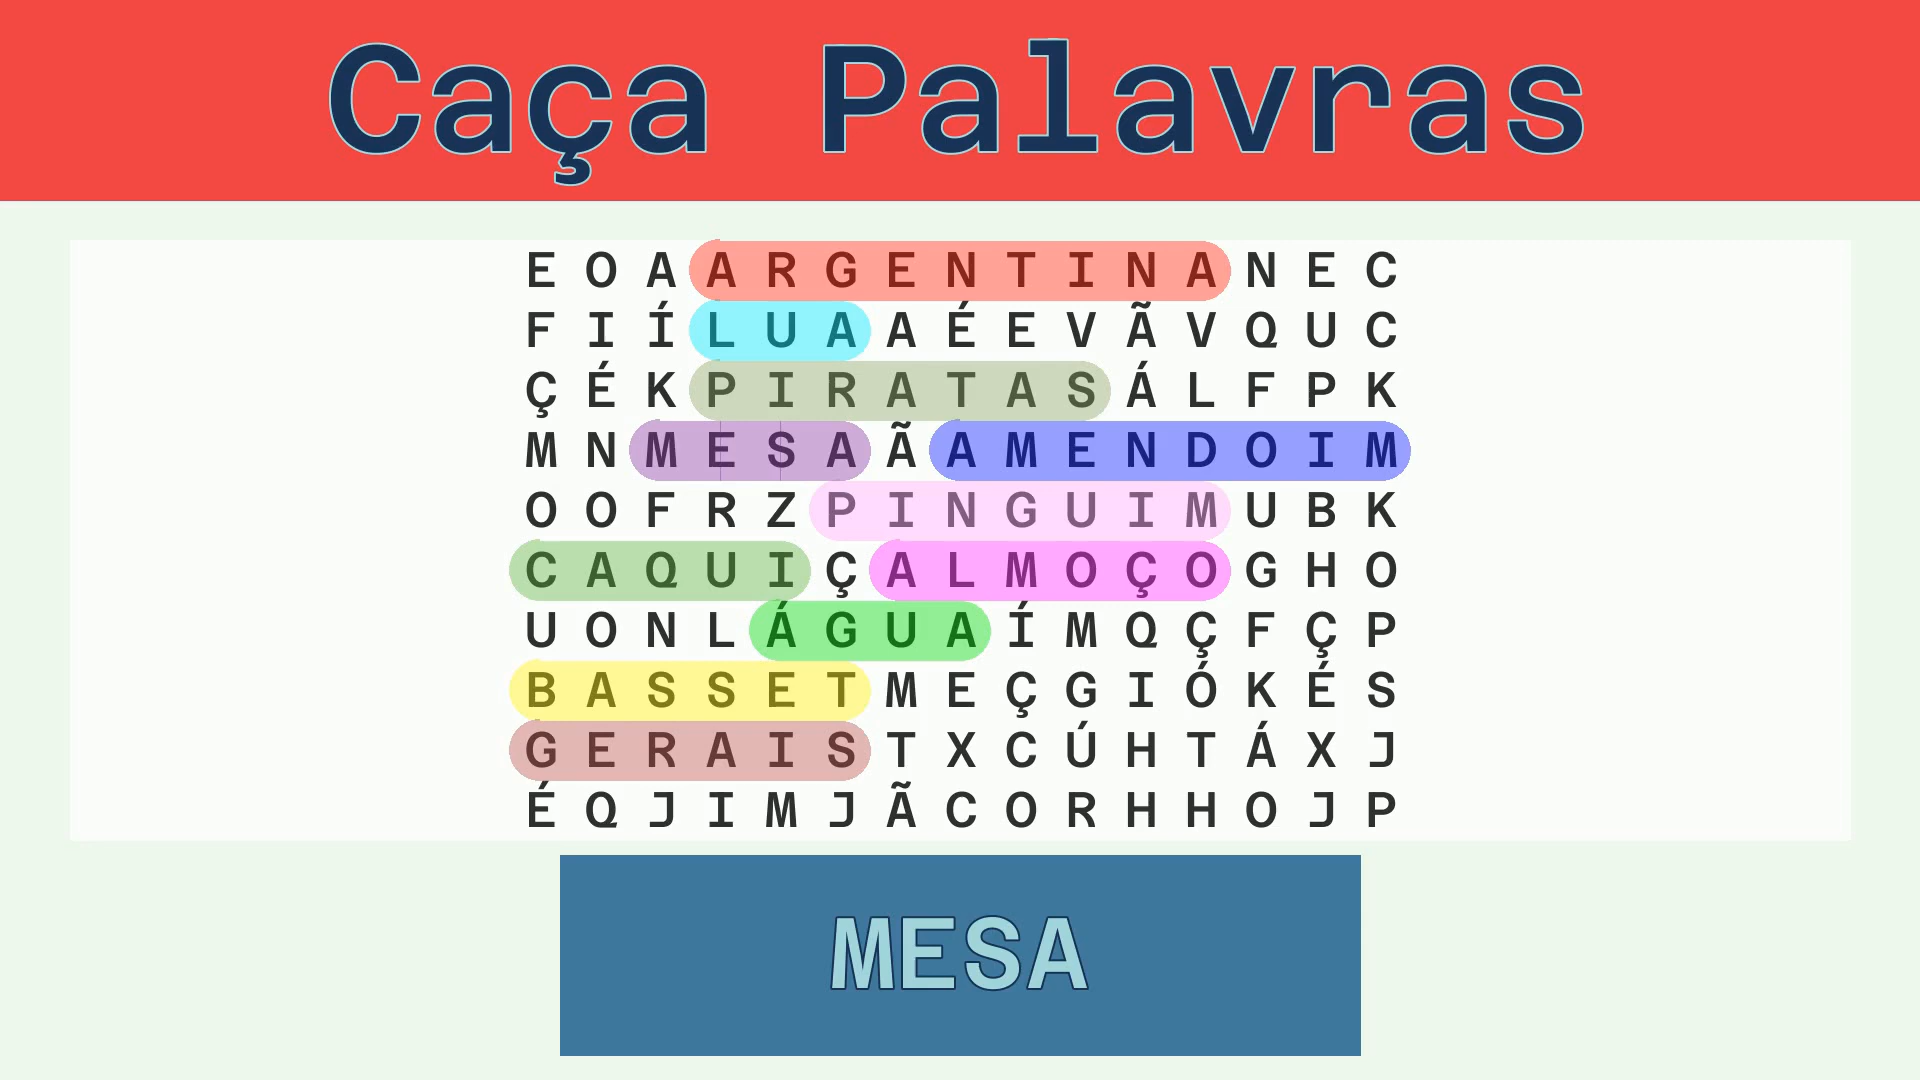 Caça Palavras
E O A A R G E N T I N A N E C
F I Í L U A A É E V Ã V Q U C
Ç É K P I R A T A S Á L F P K
M N M E S A Ã A M E N D O I M
O O F R Z P I N G U I M U B K
C A Q U I Ç A L M O Ç O G H O
U O N L Á G U A Í M Q Ç F Ç P
B A S S E T M E Ç G I Ó K É S
G E R A I S T X C Ú H T Á X J
É Q J I M J Ã C O R H H O J P
MESA